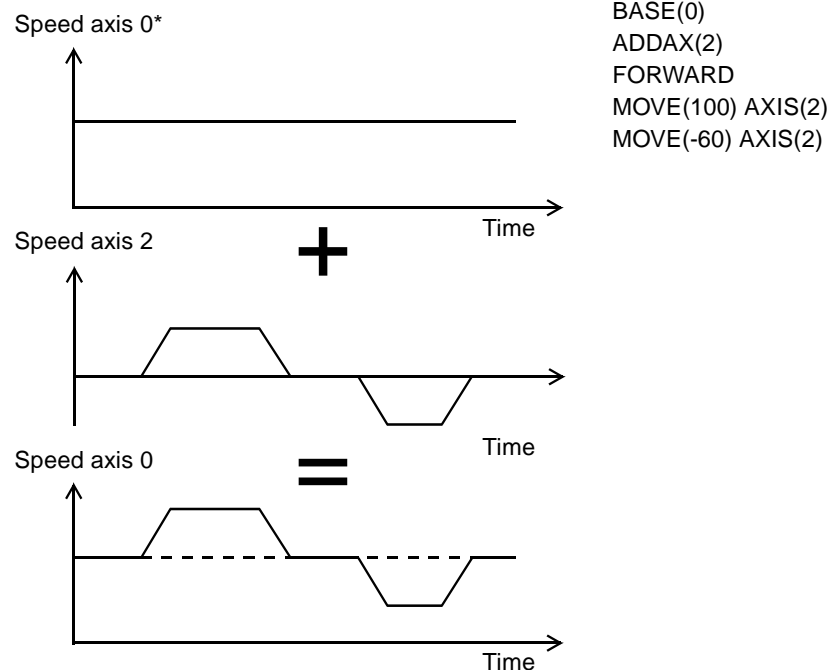 Speed axis 0*
BASE(0)
ADDAX(2)
FORWARD
MOVE(100) AXIS(2)
MOVE(-60) AXIS(2)
Time
+
Speed axis 2
Time
=
Speed axis 0
Time